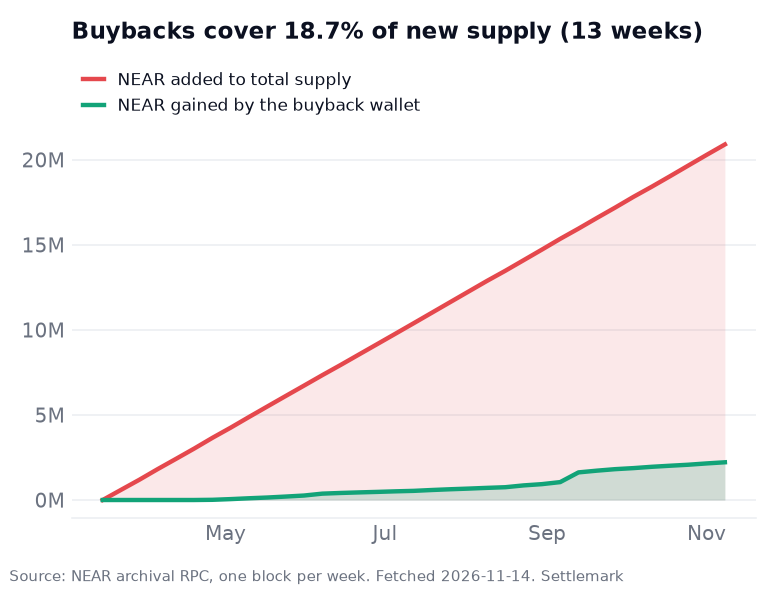 Buybacks cover 18.7% of new supply (13 weeks)
NEAR added to total supply
NEAR gained by the buyback wallet
20M
15M
10M
5M
0M
May Jul Sep Nov
Source: NEAR archival RPC, one block per week. Fetched 2026-11-14. Settlemark